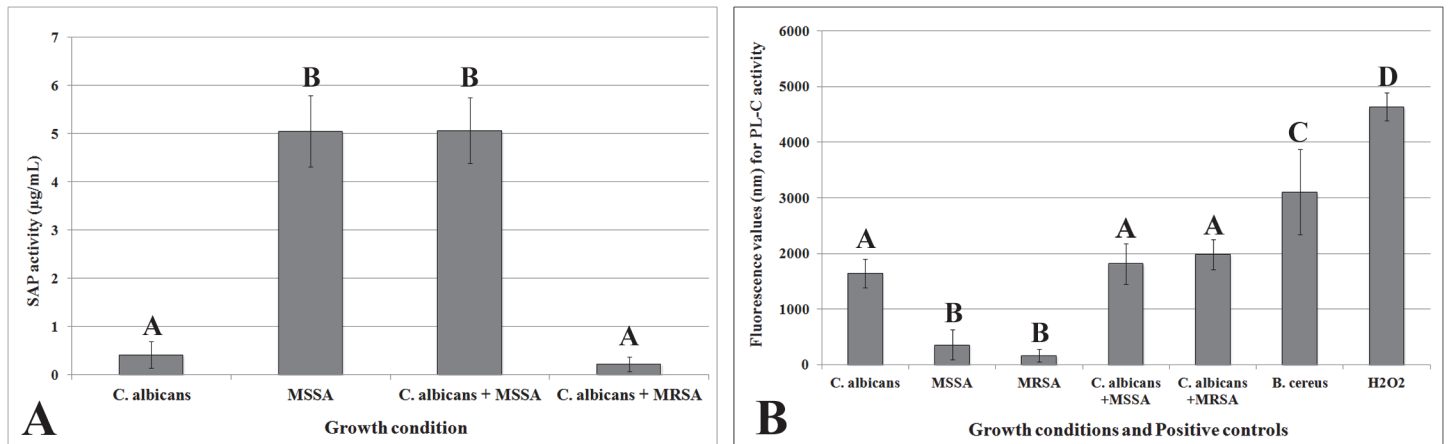 7
6
5
4
3
2
1
0
SAP activity (µg/mL)
A
B
B
A
C. albicans
MSSA
C. albicans + MSSA
C. albicans + MRSA
Growth condition
A
6000
5000
4000
3000
2000
1000
0
Fluorescence values (nm) for PL-C activity
A
B
B
A
A
C
D
C. albicans
MSSA
MRSA
C. albicans
+MSSA
C. albicans
+MRSA
B. cereus
H2O2
Growth conditions and Positive controls
B